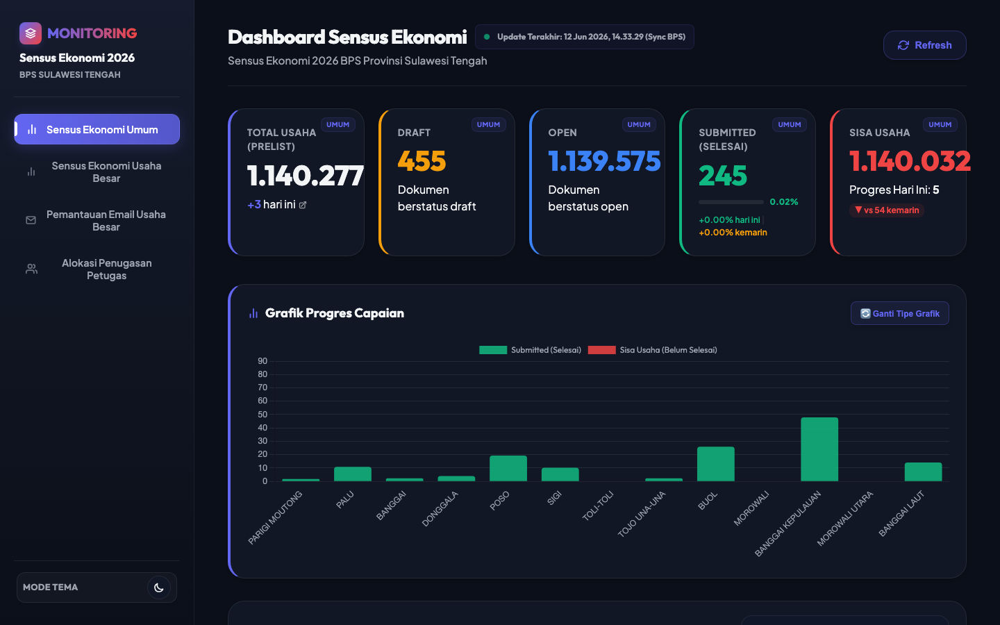 MONITORING
Sensus Ekonomi 2026
BPS SULAWESI TENGAH
Sensus Ekonomi Umum
Sensus Ekonomi Usaha
Besar
Pemantauan Email Usaha
Besar
Alokasi Penugasan
Petugas
MODE TEMA
Dashboard Sensus Ekonomi
Update Terakhir: 12 Jun 2026, 14.33.29 (Sync BPS)
Sensus Ekonomi 2026 BPS Provinsi Sulawesi Tengah
Refresh
UMUM
TOTAL USAHA
(PRELIST)
1.140.277
+3 hari ini
UMUM
DRAFT
455
Dokumen
berstatus draft
UMUM
OPEN
1.139.575
Dokumen
berstatus open
UMUM
SUBMITTED
(SELESAI)
245
0.02%
+0.00% hari ini |
+0.00% kemarin
UMUM
SISA USAHA
1.140.032
Progres Hari Ini: 5
▼ vs 54 kemarin
Grafik Progres Capaian
Ganti Tipe Grafik
Submitted (Selesai)
Sisa Usaha (Belum Selesai)
90
80
70
60
50
40
30
20
10
0
PARIGI MOUTONG
PALU
BANGGAI
DONGGALA
POSO
SIGI
TOLI-TOLI
TOJO UNA-UNA
BUOL
MOROWALI
BANGGAI KEPULAUAN
MOROWALI UTARA
BANGGAI LAUT